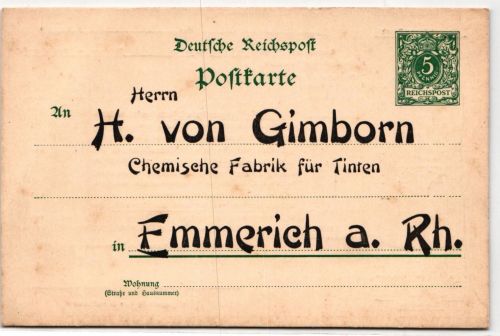 Deutsche Reichspost
Postkarte
5
PFENNIG
REICHSPOST
Herrn
An H. von Gimborn
Chemische Fabrik für Tinten
in Emmerich a. Rh.
Wohnung
(Straße und Hausnummer)